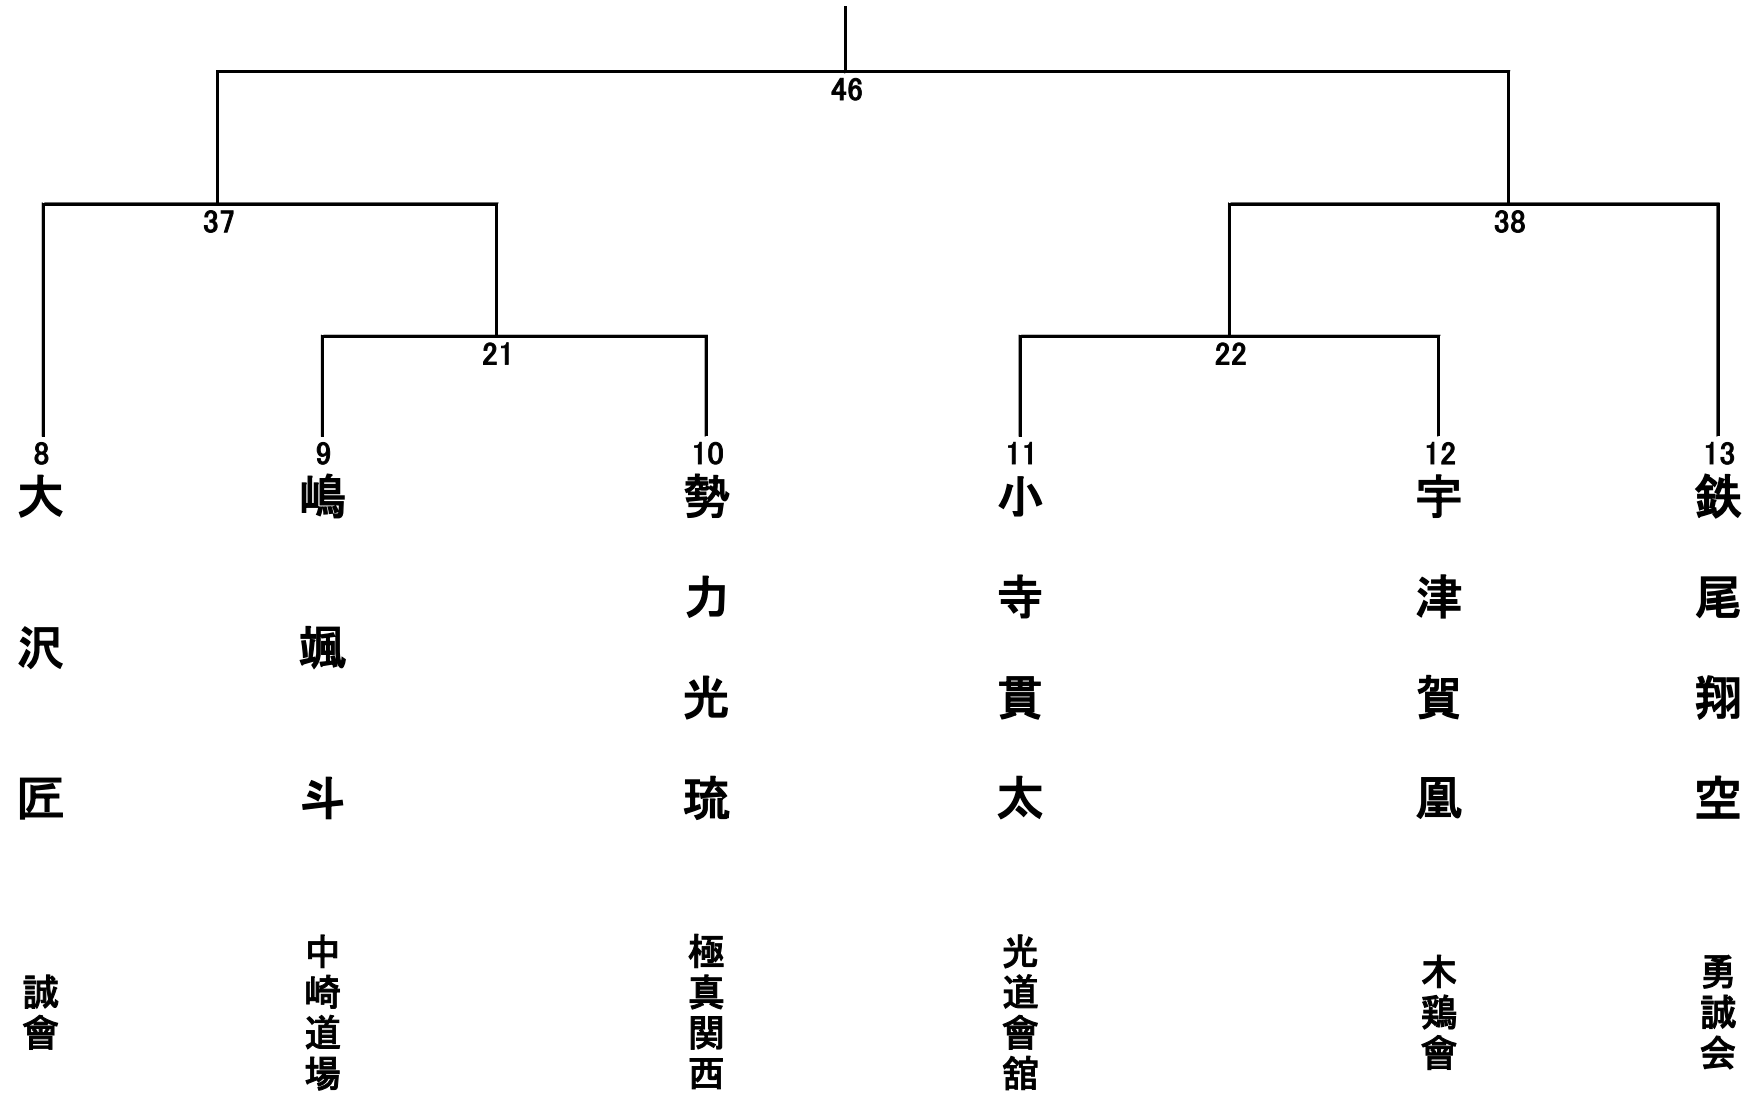 46
37
38
21
22
8
大沢匠
誠會
9
嶋颯斗
中崎道場
10
勢力光琉
極真関西
11
小寺貫太
光道會舘
12
宇津賀凰
木鶏會
13
鉄尾翔空
勇誠会